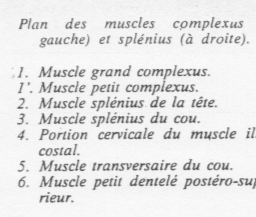 Plan des muscles complexus
gauche) et splénius (à droite).
1. Muscle grand complexus.
1'. Muscle petit complexus.
2. Muscle splénius de la tête.
3. Muscle splénius du cou.
4. Portion cervicale du muscle il
costal.
5. Muscle transversaire du cou.
6. Muscle petit dentelé postéro-sup
rieur.